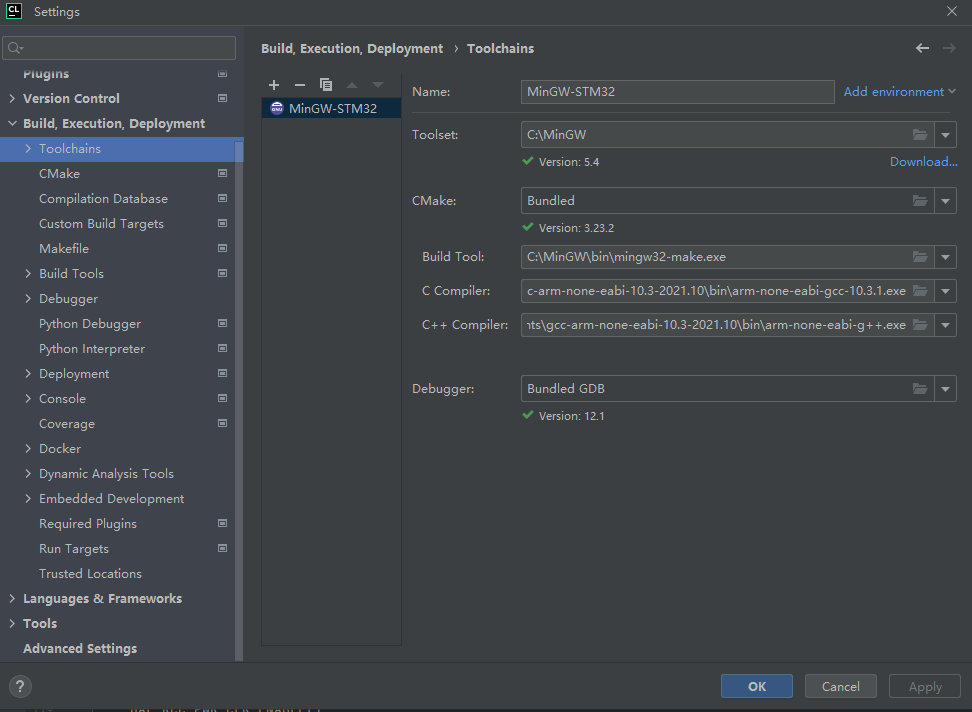 CL Settings
Build, Execution, Deployment › Toolchains
Plugins
Version Control
Build, Execution, Deployment
Toolchains
CMake
Compilation Database
Custom Build Targets
Makefile
Build Tools
Debugger
Python Debugger
Python Interpreter
Deployment
Console
Coverage
Docker
Dynamic Analysis Tools
Embedded Development
Required Plugins
Run Targets
Trusted Locations
Languages & Frameworks
Tools
Advanced Settings
MinGW-STM32
Name: MinGW-STM32 Add environment
Toolset: C:\MinGW
Version: 5.4 Download...
CMake: Bundled
Version: 3.23.2
Build Tool: C:\MinGW\bin\mingw32-make.exe
C Compiler: c-arm-none-eabi-10.3-2021.10\bin\arm-none-eabi-gcc-10.3.1.exe
C++ Compiler: nts\gcc-arm-none-eabi-10.3-2021.10\bin\arm-none-eabi-g++.exe
Debugger: Bundled GDB
Version: 12.1
? OK Cancel Apply